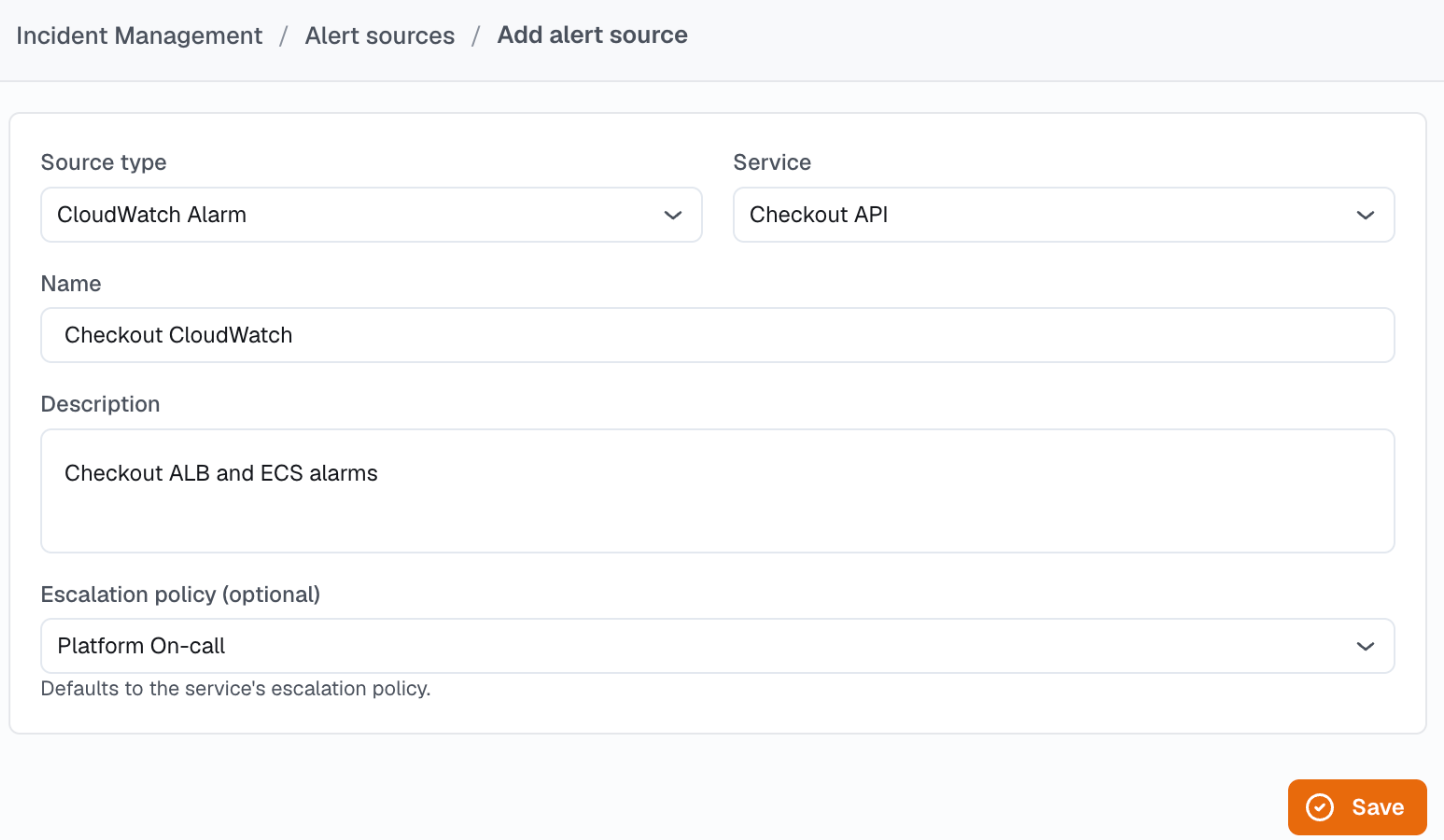 Incident Management / Alert sources / Add alert source
Source type
CloudWatch Alarm
Service
Checkout API
Name
Checkout CloudWatch
Description
Checkout ALB and ECS alarms
Escalation policy (optional)
Platform On-call
Defaults to the service's escalation policy.
Save